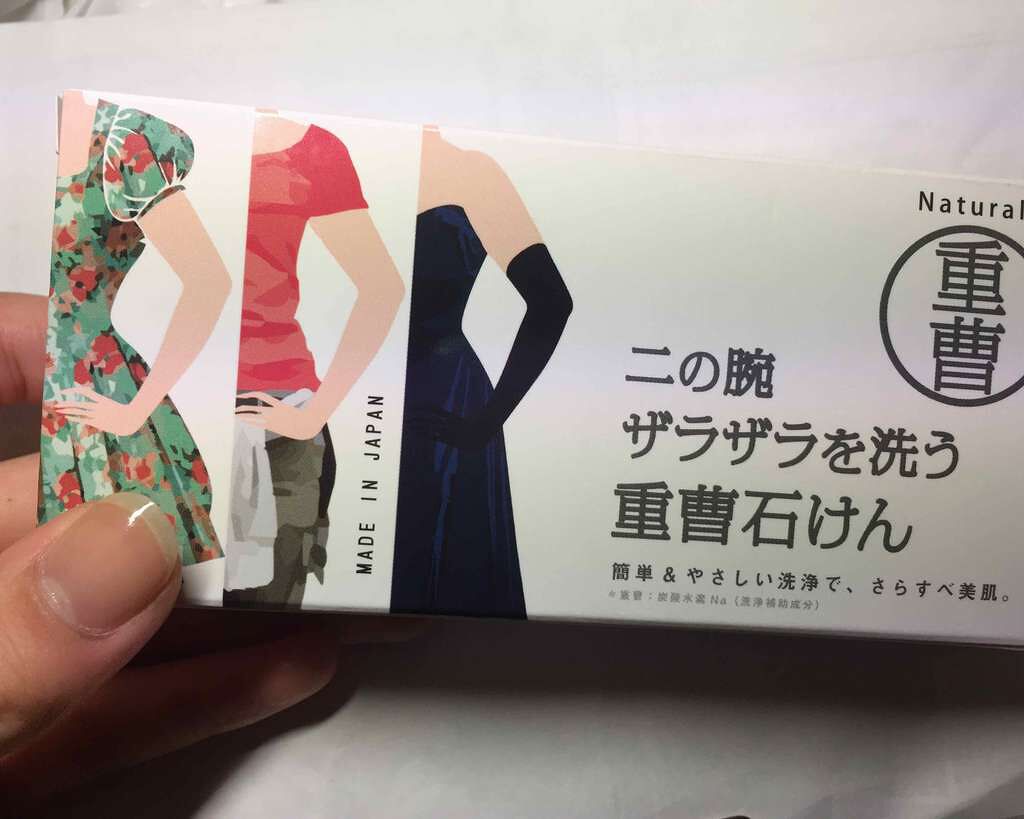 Natural
重曹
二の腕
ザラザラを洗う
重曹石けん
簡単&やさしい洗浄で、さらすべ美肌。
*重曹：炭酸水素Na（洗浄補助成分）
MADE IN JAPAN